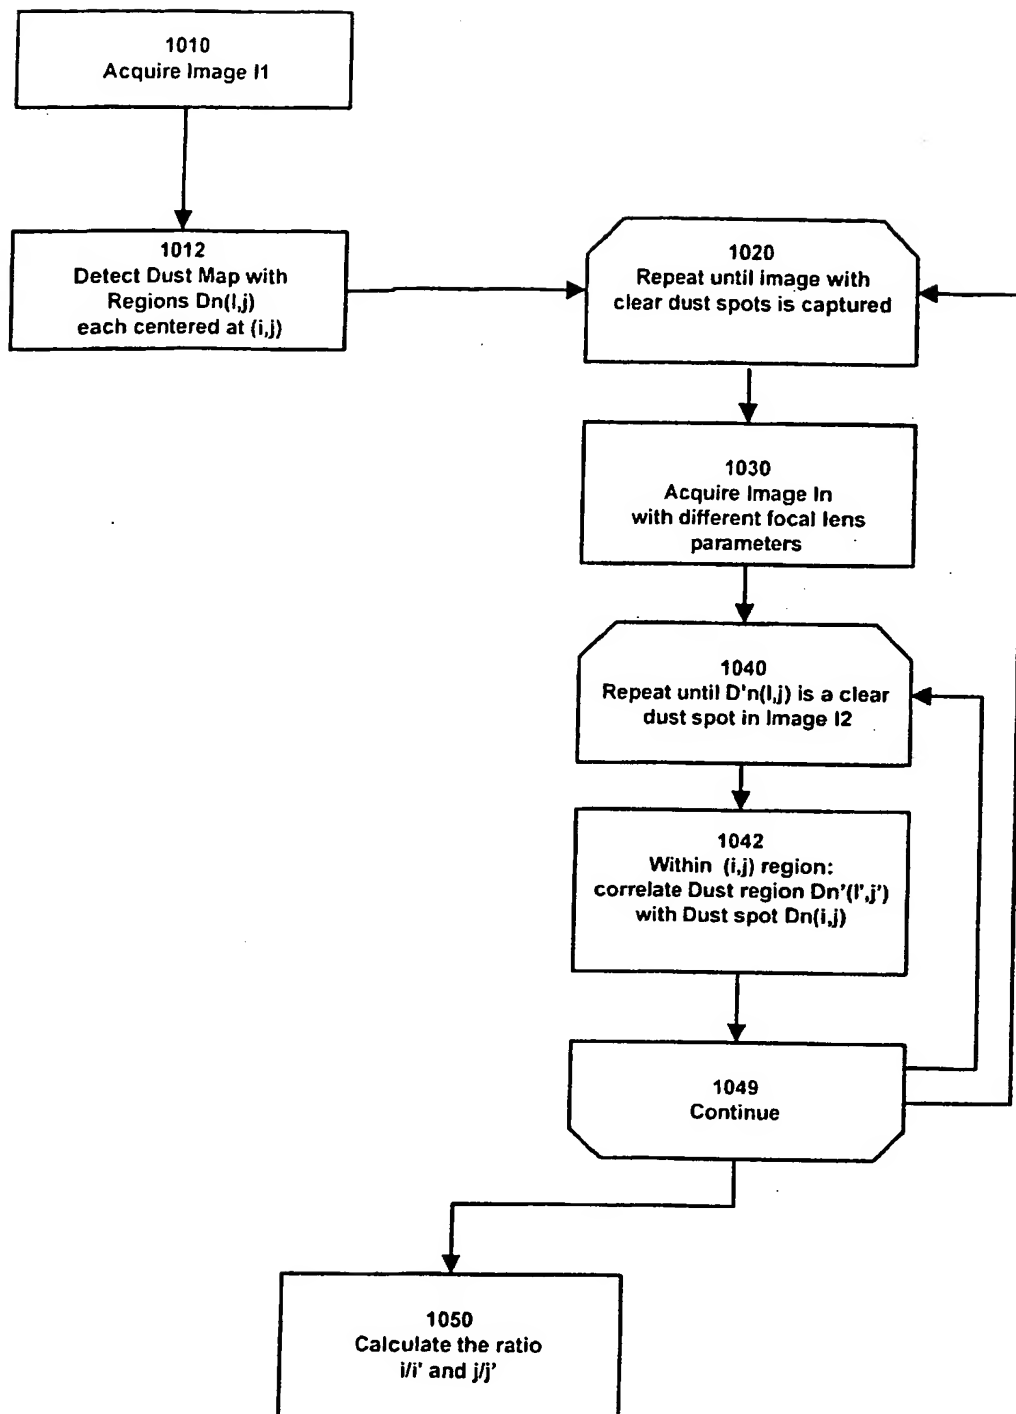 1010
Acquire Image I1
1012
Detect Dust Map with
Regions Dn(I,j)
each centered at (i,j)
1020
Repeat until image with
clear dust spots is captured
1030
Acquire Image In
with different focal lens
parameters
1040
Repeat until D'n(I,j) is a clear
dust spot in Image I2
1042
Within (i,j) region:
correlate Dust region Dn'(I',j')
with Dust spot Dn(i,j)
1049
Continue
1050
Calculate the ratio
i/i' and j/j'